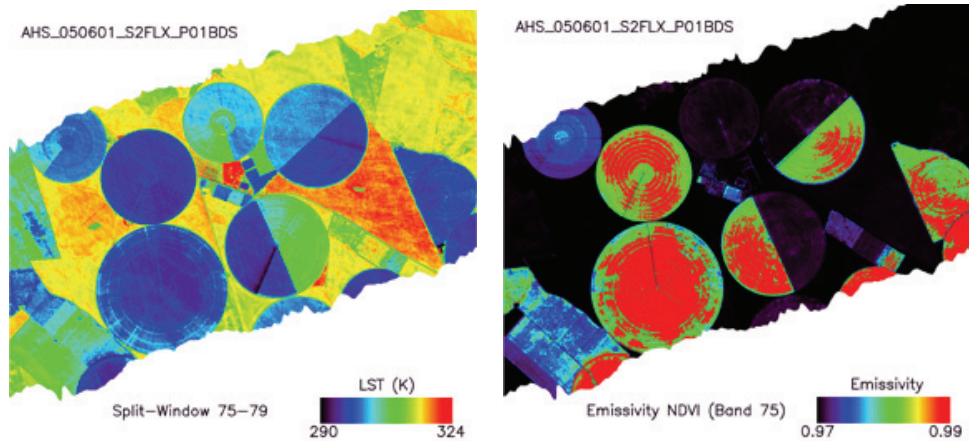 AHS_050601_S2FLX_P01BDS
LST (K)
Split-Window 75-79
290 324
AHS_050601_S2FLX_P01BDS
Emissivity
Emissivity NDVI (Band 75)
0.97 0.99